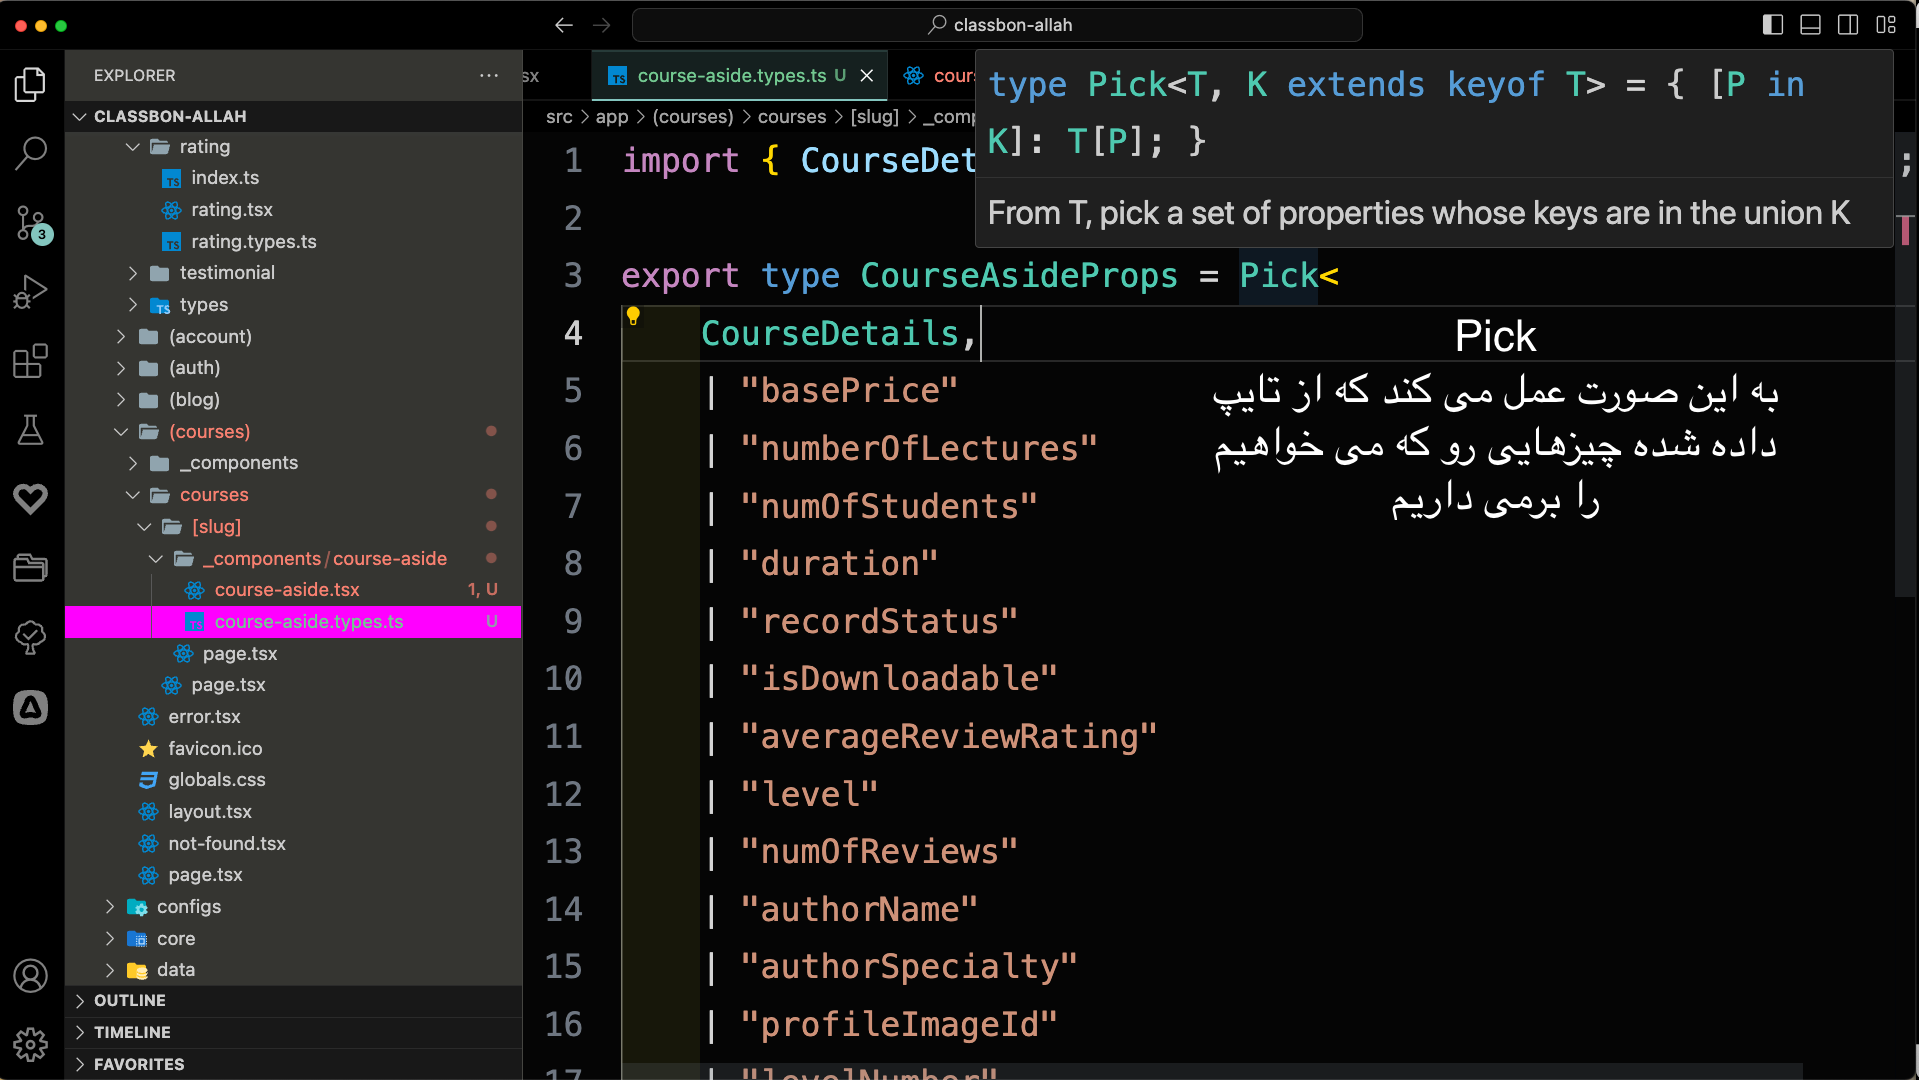 classbon-allah
EXPLORER
CLASSBON-ALLAH
rating
index.ts
rating.tsx
rating.types.ts
testimonial
types
(account)
(auth)
(blog)
(courses)
_components
courses
[slug]
_components/course-aside
course-aside.tsx 1, U
course-aside.types.ts U
page.tsx
page.tsx
error.tsx
favicon.ico
globals.css
layout.tsx
not-found.tsx
page.tsx
configs
core
data
OUTLINE
TIMELINE
FAVORITES
3
sx
course-aside.types.ts U
cours
src > app > (courses) > courses > [slug] > _comp
type Pick<T, K extends keyof T> = { [P in
K]: T[P]; }
From T, pick a set of properties whose keys are in the union K
1 import { CourseDet ;
2
3 export type CourseAsideProps = Pick<
4 CourseDetails,
5 | "basePrice"
6 | "numberOfLectures"
7 | "numOfStudents"
8 | "duration"
9 | "recordStatus"
10 | "isDownloadable"
11 | "averageReviewRating"
12 | "level"
13 | "numOfReviews"
14 | "authorName"
15 | "authorSpecialty"
16 | "profileImageId"
17 | "levelNumber"
Pick
به این صورت عمل می کند که از تایپ
داده شده چیزهایی رو که می خواهیم
را برمی داریم